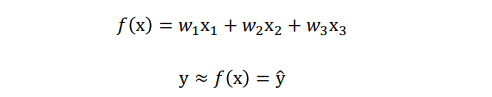 f(x) = w₁x₁ + w₂x₂ + w₃x₃
y ≈ f(x) = ŷ